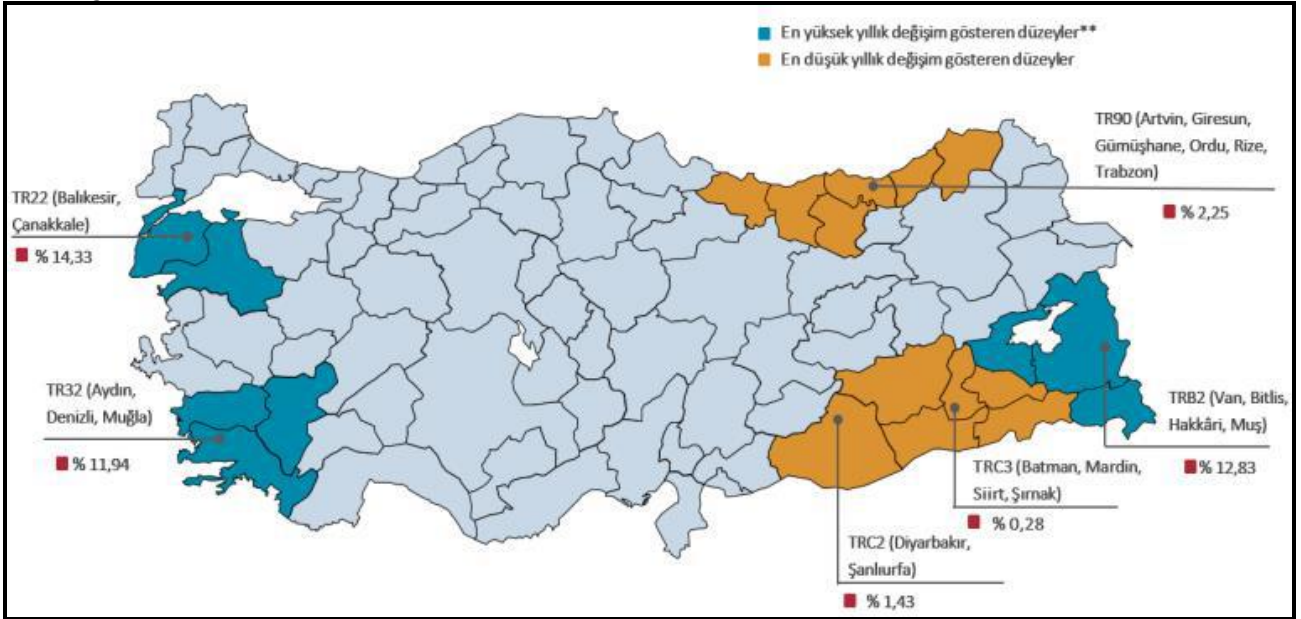 En yüksek yıllık değişim gösteren düzeyler**
En düşük yıllık değişim gösteren düzeyler
TR90 (Artvin, Giresun,
Gümüşhane, Ordu, Rize,
Trabzon)
% 2,25
TR22 (Balıkesir,
Çanakkale)
% 14,33
TR32 (Aydın,
Denizli, Muğla)
% 11,94
TRB2 (Van, Bitlis,
Hakkâri, Muş)
% 12,83
TRC3 (Batman, Mardin,
Siirt, Şırnak)
% 0,28
TRC2 (Diyarbakır,
Şanlıurfa)
% 1,43